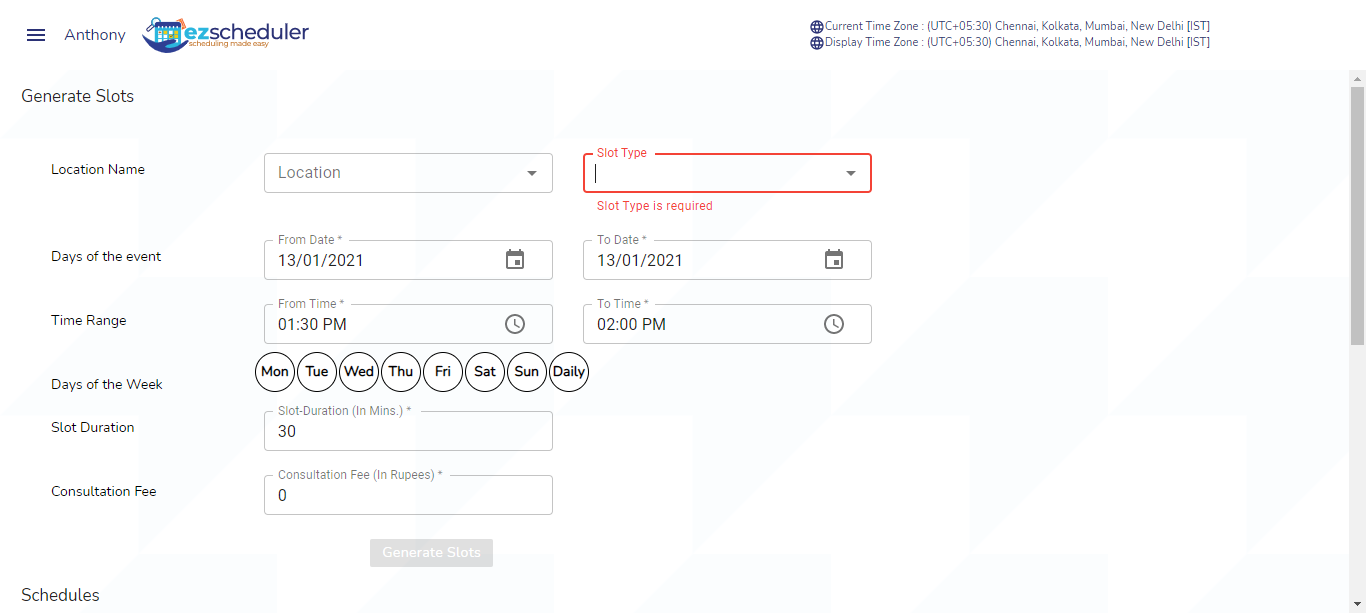 Anthony
ezscheduler
scheduling made easy
Current Time Zone : (UTC+05:30) Chennai, Kolkata, Mumbai, New Delhi [IST]
Display Time Zone : (UTC+05:30) Chennai, Kolkata, Mumbai, New Delhi [IST]
Generate Slots
Location Name
Location
Slot Type
Slot Type is required
Days of the event
From Date *
13/01/2021
To Date *
13/01/2021
Time Range
From Time *
01:30 PM
To Time *
02:00 PM
Days of the Week
Mon Tue Wed Thu Fri Sat Sun Daily
Slot Duration
Slot-Duration (In Mins.) *
30
Consultation Fee
Consultation Fee (In Rupees) *
0
Generate Slots
Schedules